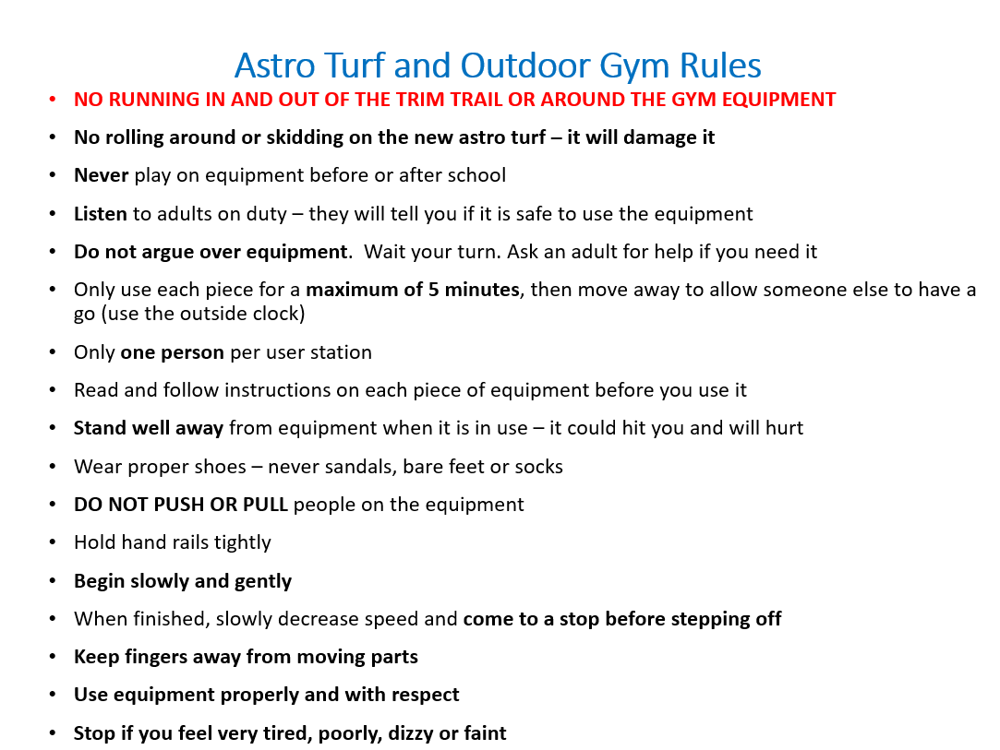 Astro Turf and Outdoor Gym Rules
• NO RUNNING IN AND OUT OF THE TRIM TRAIL OR AROUND THE GYM EQUIPMENT
• No rolling around or skidding on the new astro turf – it will damage it
• Never play on equipment before or after school
• Listen to adults on duty – they will tell you if it is safe to use the equipment
• Do not argue over equipment.  Wait your turn. Ask an adult for help if you need it
• Only use each piece for a maximum of 5 minutes, then move away to allow someone else to have a
go (use the outside clock)
• Only one person per user station
• Read and follow instructions on each piece of equipment before you use it
• Stand well away from equipment when it is in use – it could hit you and will hurt
• Wear proper shoes – never sandals, bare feet or socks
• DO NOT PUSH OR PULL people on the equipment
• Hold hand rails tightly
• Begin slowly and gently
• When finished, slowly decrease speed and come to a stop before stepping off
• Keep fingers away from moving parts
• Use equipment properly and with respect
• Stop if you feel very tired, poorly, dizzy or faint